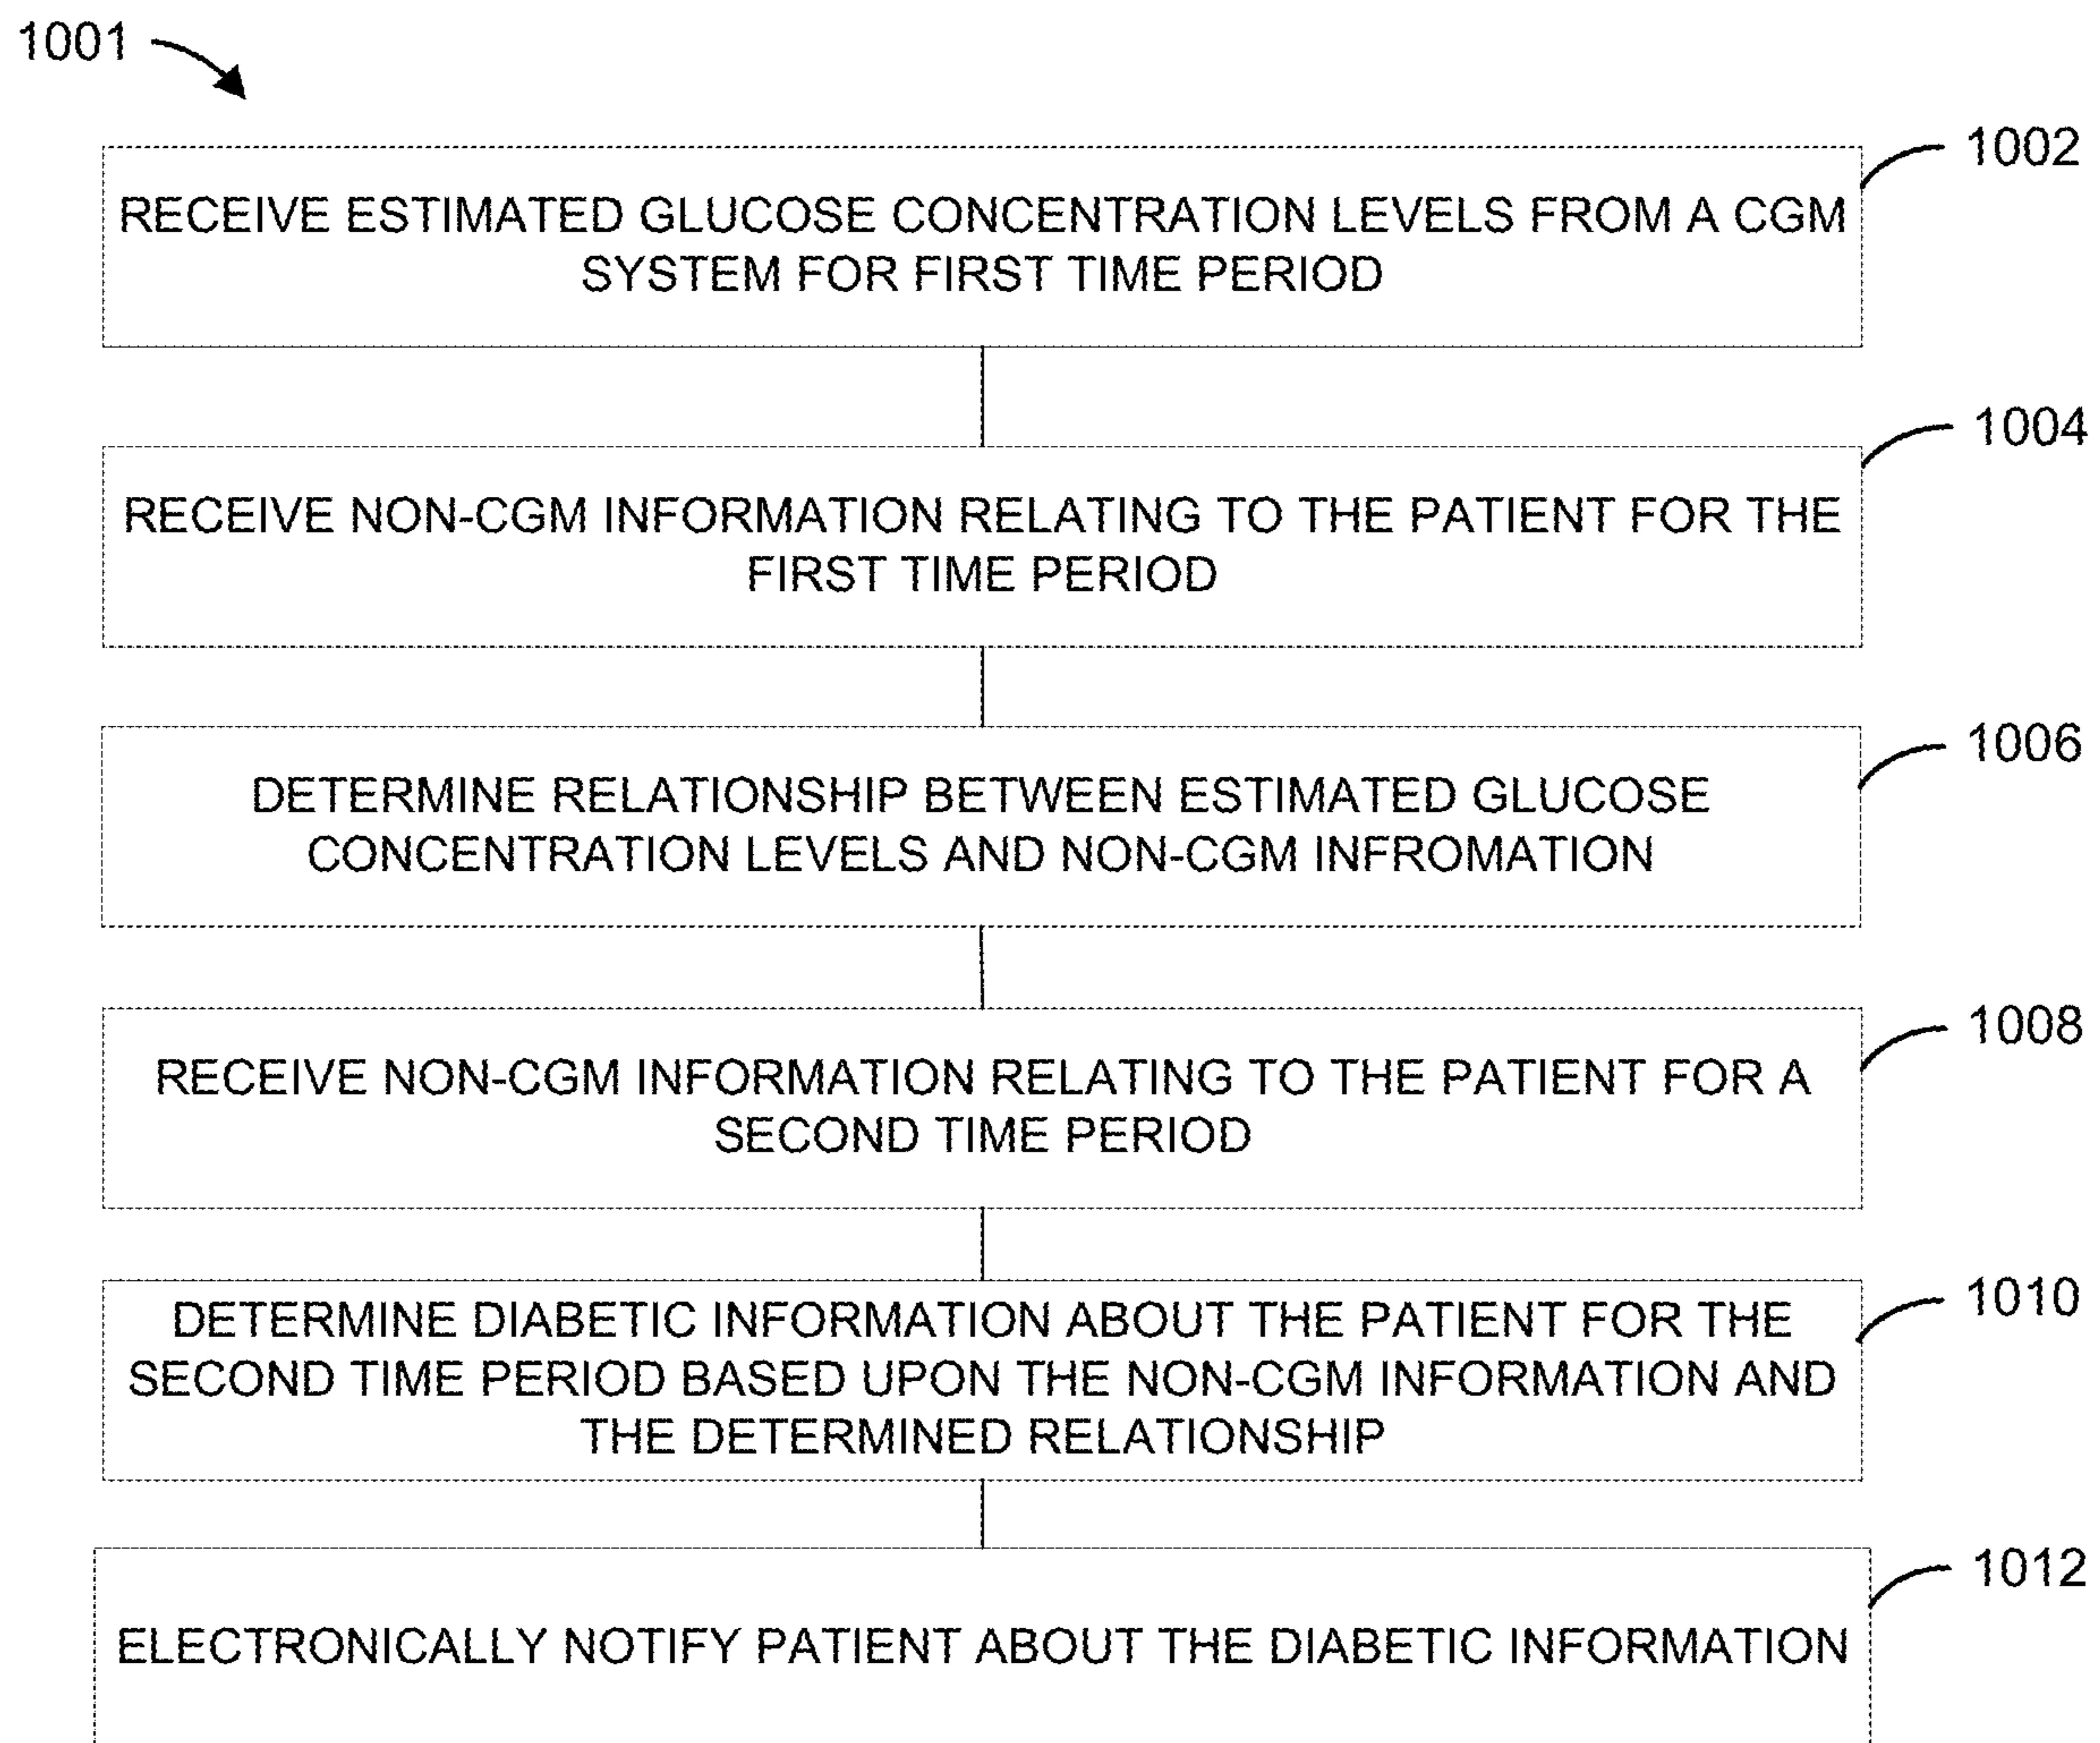 1001
1002
RECEIVE ESTIMATED GLUCOSE CONCENTRATION LEVELS FROM A CGM
SYSTEM FOR FIRST TIME PERIOD
1004
RECEIVE NON-CGM INFORMATION RELATING TO THE PATIENT FOR THE
FIRST TIME PERIOD
1006
DETERMINE RELATIONSHIP BETWEEN ESTIMATED GLUCOSE
CONCENTRATION LEVELS AND NON-CGM INFROMATION
1008
RECEIVE NON-CGM INFORMATION RELATING TO THE PATIENT FOR A
SECOND TIME PERIOD
1010
DETERMINE DIABETIC INFORMATION ABOUT THE PATIENT FOR THE
SECOND TIME PERIOD BASED UPON THE NON-CGM INFORMATION AND
THE DETERMINED RELATIONSHIP
1012
ELECTRONICALLY NOTIFY PATIENT ABOUT THE DIABETIC INFORMATION